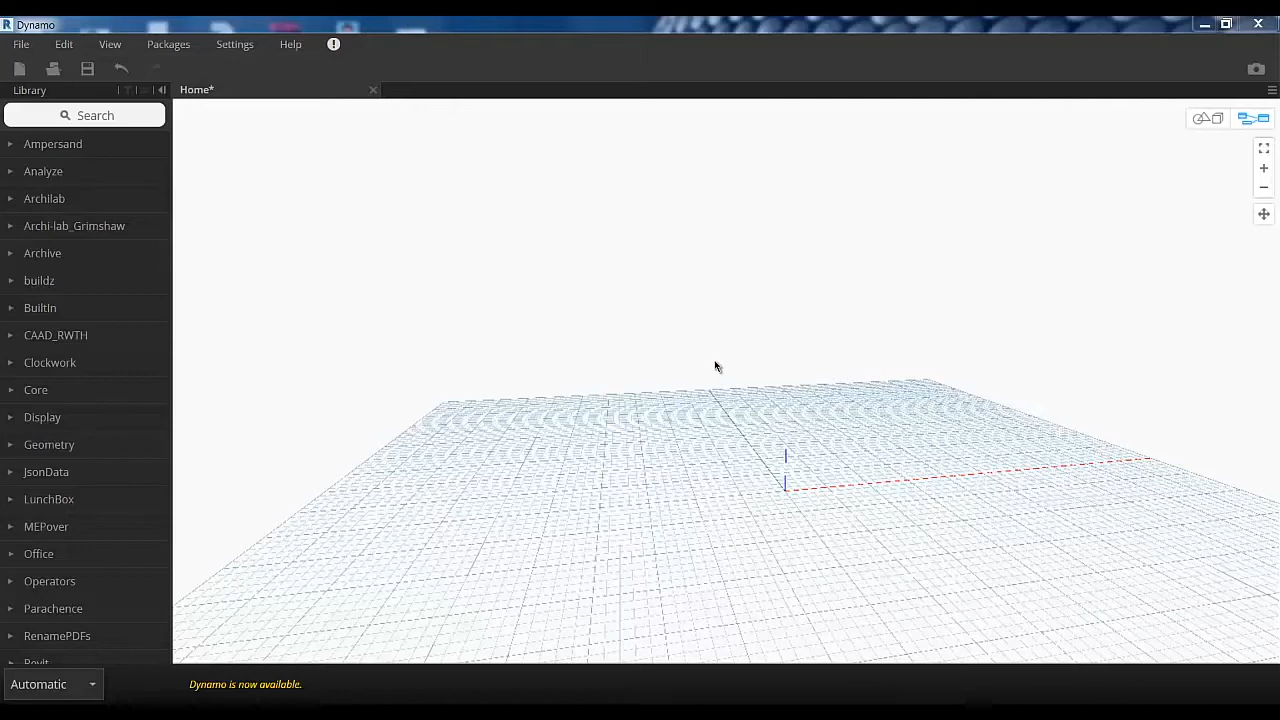 Dynamo
File Edit View Packages Settings Help
Library
Home*
Search
Ampersand
Analyze
Archilab
Archi-lab_Grimshaw
Archive
buildz
BuiltIn
CAAD_RWTH
Clockwork
Core
Display
Geometry
JsonData
LunchBox
MEPover
Office
Operators
Parachence
RenamePDFs
Revit
Automatic
Dynamo is now available.